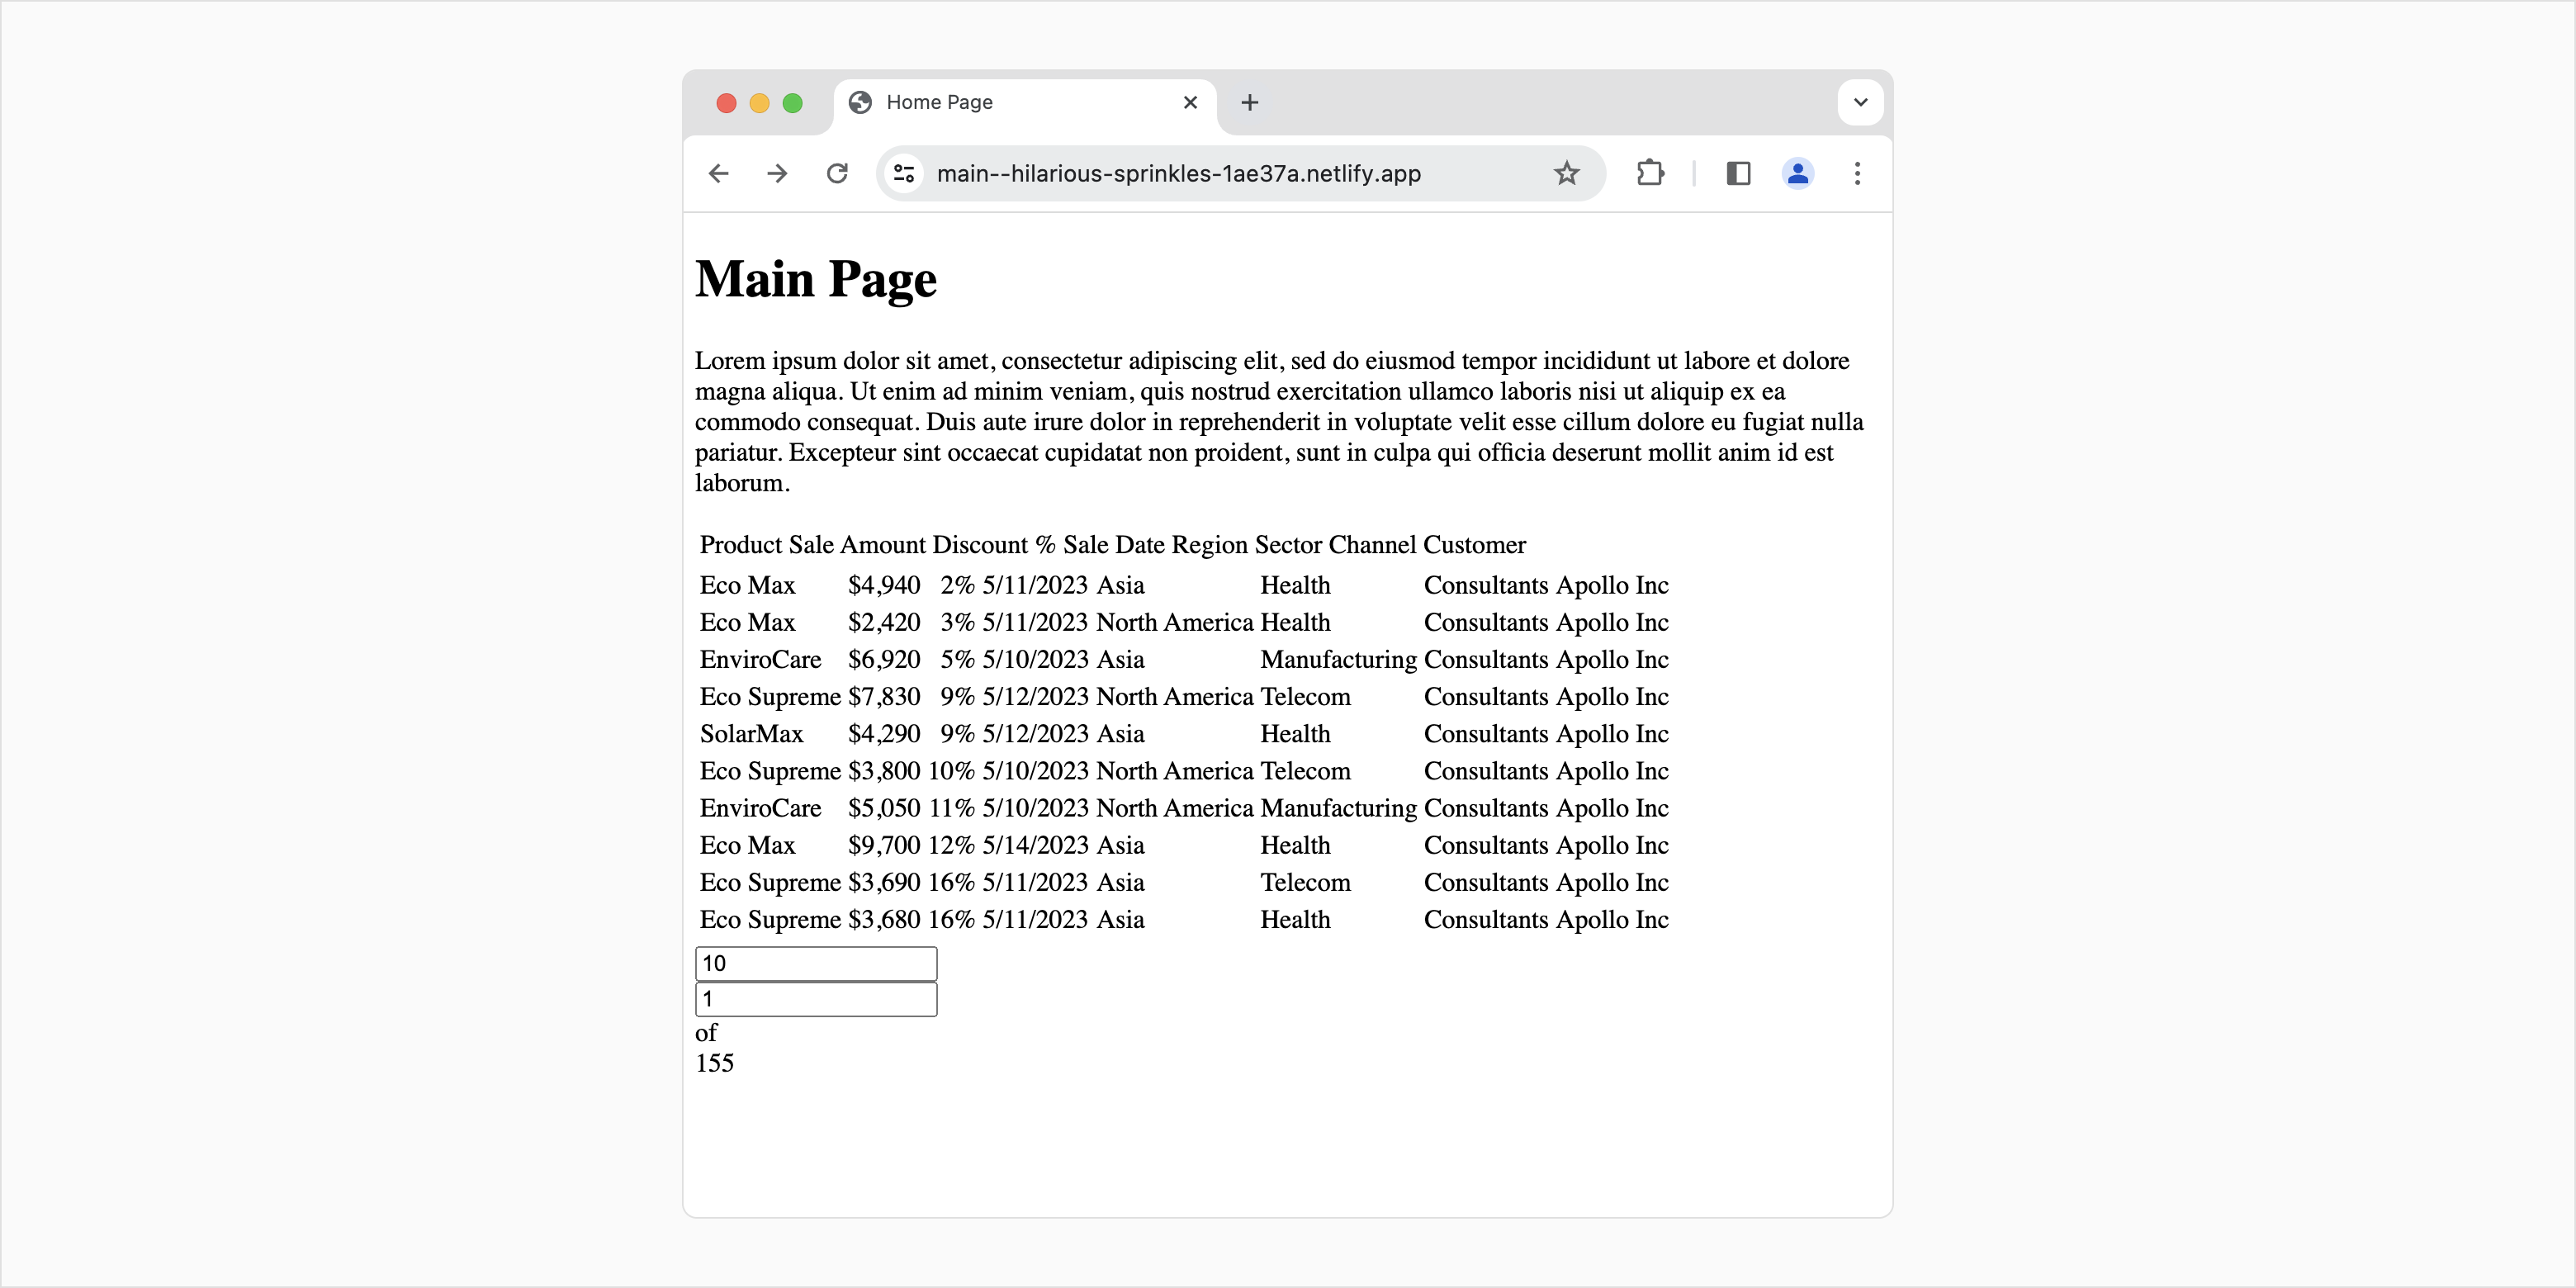 Home Page
main--hilarious-sprinkles-1ae37a.netlify.app
Main Page
Lorem ipsum dolor sit amet, consectetur adipiscing elit, sed do eiusmod tempor incididunt ut labore et dolore
magna aliqua. Ut enim ad minim veniam, quis nostrud exercitation ullamco laboris nisi ut aliquip ex ea
commodo consequat. Duis aute irure dolor in reprehenderit in voluptate velit esse cillum dolore eu fugiat nulla
pariatur. Excepteur sint occaecat cupidatat non proident, sunt in culpa qui officia deserunt mollit anim id est
laborum.
Product Sale Amount Discount % Sale Date Region Sector Channel Customer
Eco Max $4,940 2% 5/11/2023 Asia Health Consultants Apollo Inc
Eco Max $2,420 3% 5/11/2023 North America Health Consultants Apollo Inc
EnviroCare $6,920 5% 5/10/2023 Asia Manufacturing Consultants Apollo Inc
Eco Supreme $7,830 9% 5/12/2023 North America Telecom Consultants Apollo Inc
SolarMax $4,290 9% 5/12/2023 Asia Health Consultants Apollo Inc
Eco Supreme $3,800 10% 5/10/2023 North America Telecom Consultants Apollo Inc
EnviroCare $5,050 11% 5/10/2023 North America Manufacturing Consultants Apollo Inc
Eco Max $9,700 12% 5/14/2023 Asia Health Consultants Apollo Inc
Eco Supreme $3,690 16% 5/11/2023 Asia Telecom Consultants Apollo Inc
Eco Supreme $3,680 16% 5/11/2023 Asia Health Consultants Apollo Inc
10
1
of
155